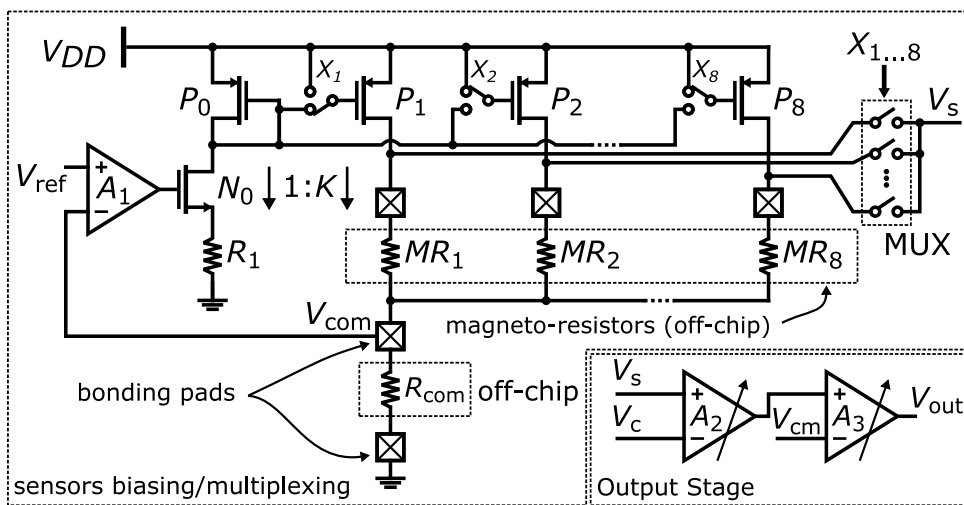 VDD
X1
X2
X8
X1...8
P0
P1
P2
P8
Vs
Vref
+
A1
−
N0
1:K
R1
MR1
MR2
MR8
MUX
Vcom
magneto-resistors (off-chip)
bonding pads
Rcom
off-chip
Vs
+
A2
−
Vc
Vcm
+
A3
−
Vout
sensors biasing/multiplexing
Output Stage